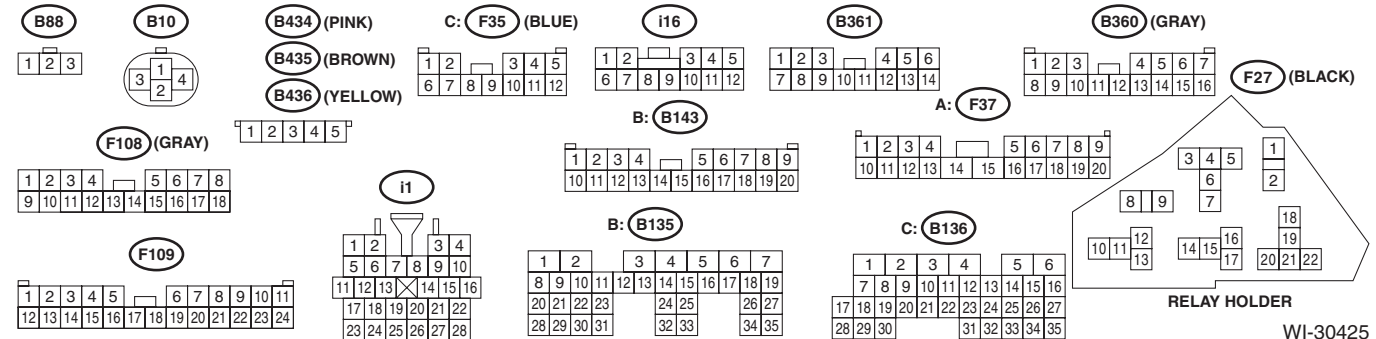 B88
1 2 3
B10
1
3 4
2
B434 (PINK)
B435 (BROWN)
B436 (YELLOW)
1 2 3 4 5
C: F35 (BLUE)
1 2 3 4 5
6 7 8 9 10 11 12
i16
1 2 3 4 5
6 7 8 9 10 11 12
B361
1 2 3 4 5 6
7 8 9 10 11 12 13 14
B360 (GRAY)
1 2 3 4 5 6 7
8 9 10 11 12 13 14 15 16
F27 (BLACK)
3 4 5 1
6 2
7
8 9
18
10 11 12 14 15 16 19
13 17 20 21 22
RELAY HOLDER
F108 (GRAY)
1 2 3 4 5 6 7 8
9 10 11 12 13 14 15 16 17 18
B: B143
1 2 3 4 5 6 7 8 9
10 11 12 13 14 15 16 17 18 19 20
A: F37
1 2 3 4 5 6 7 8 9
10 11 12 13 14 15 16 17 18 19 20
F109
1 2 3 4 5 6 7 8 9 10 11
12 13 14 15 16 17 18 19 20 21 22 23 24
i1
1 2 3 4
5 6 7 8 9 10
11 12 13 14 15 16
17 18 19 20 21 22
23 24 25 26 27 28
B: B135
1 2 3 4 5 6 7
8 9 10 11 12 13 14 15 16 17 18 19
20 21 22 23 24 25 26 27
28 29 30 31 32 33 34 35
C: B136
1 2 3 4 5 6
7 8 9 10 11 12 13 14 15 16
17 18 19 20 21 22 23 24 25 26 27
28 29 30 31 32 33 34 35
WI-30425